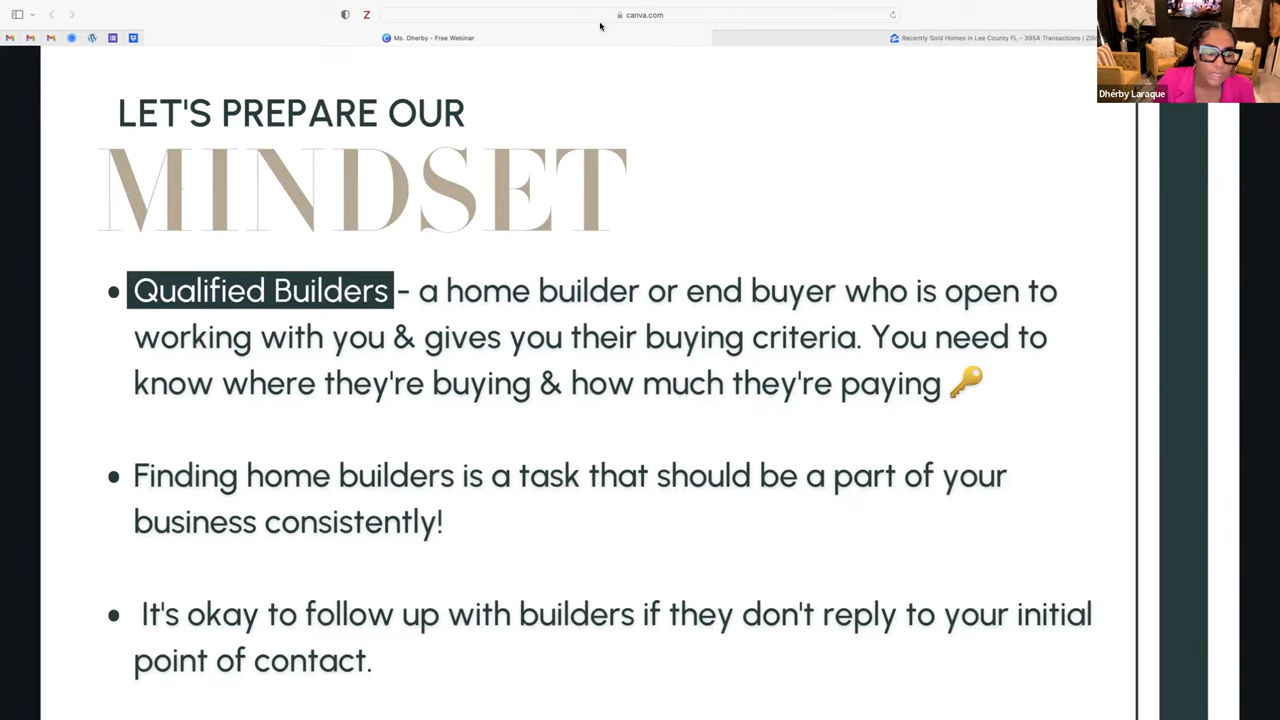 Z
canva.com
Ms. Dherby - Free Webinar
Recently Sold Homes in Lee County FL - 3954 Transactions | Zill
Dhérby Laraque
LET'S PREPARE OUR
MINDSET
• Qualified Builders - a home builder or end buyer who is open to
working with you & gives you their buying criteria. You need to
know where they're buying & how much they're paying 🔑
• Finding home builders is a task that should be a part of your
business consistently!
• It's okay to follow up with builders if they don't reply to your initial
point of contact.